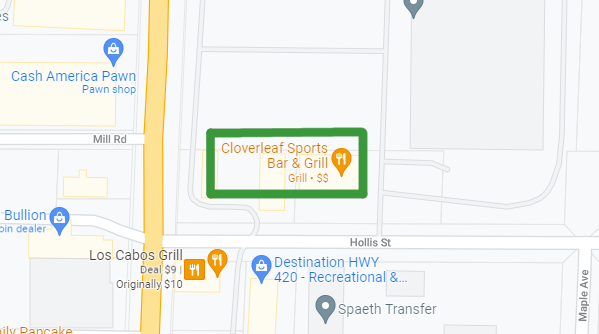 es
Cash America Pawn
Pawn shop
Mill Rd
Cloverleaf Sports
Bar & Grill
Grill • $$
Bullion
oin dealer
Hollis St
Los Cabos Grill
Deal $9 |
Originally $10
Destination HWY
420 - Recreational &...
Maple Ave
Spaeth Transfer
ily Pancake